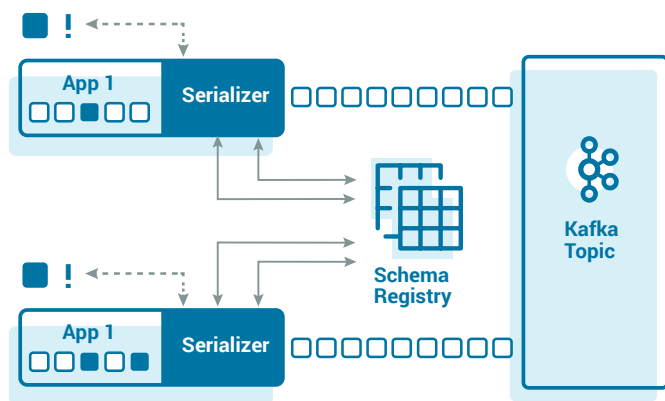 !
App 1
Serializer
Kafka
Topic
Schema
Registry
!
App 1
Serializer